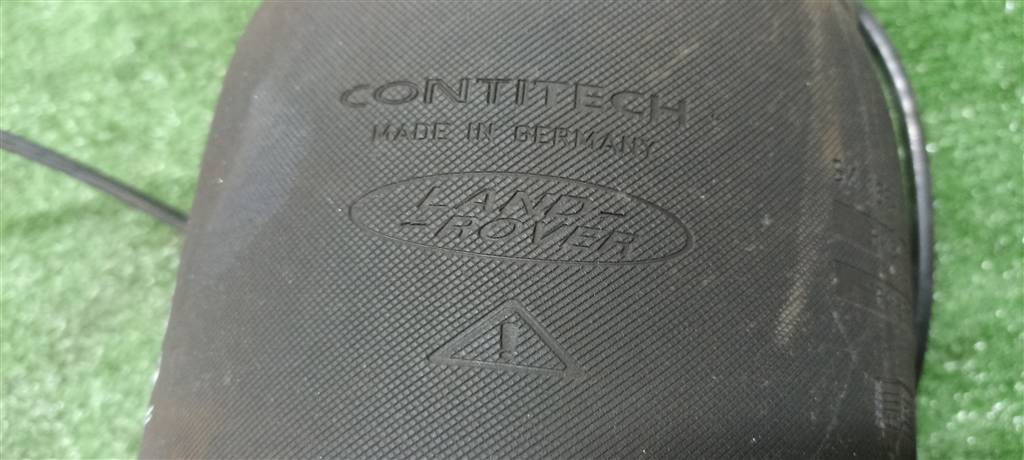 CONTITECH
MADE IN GERMANY
LAND-
-ROVER
!